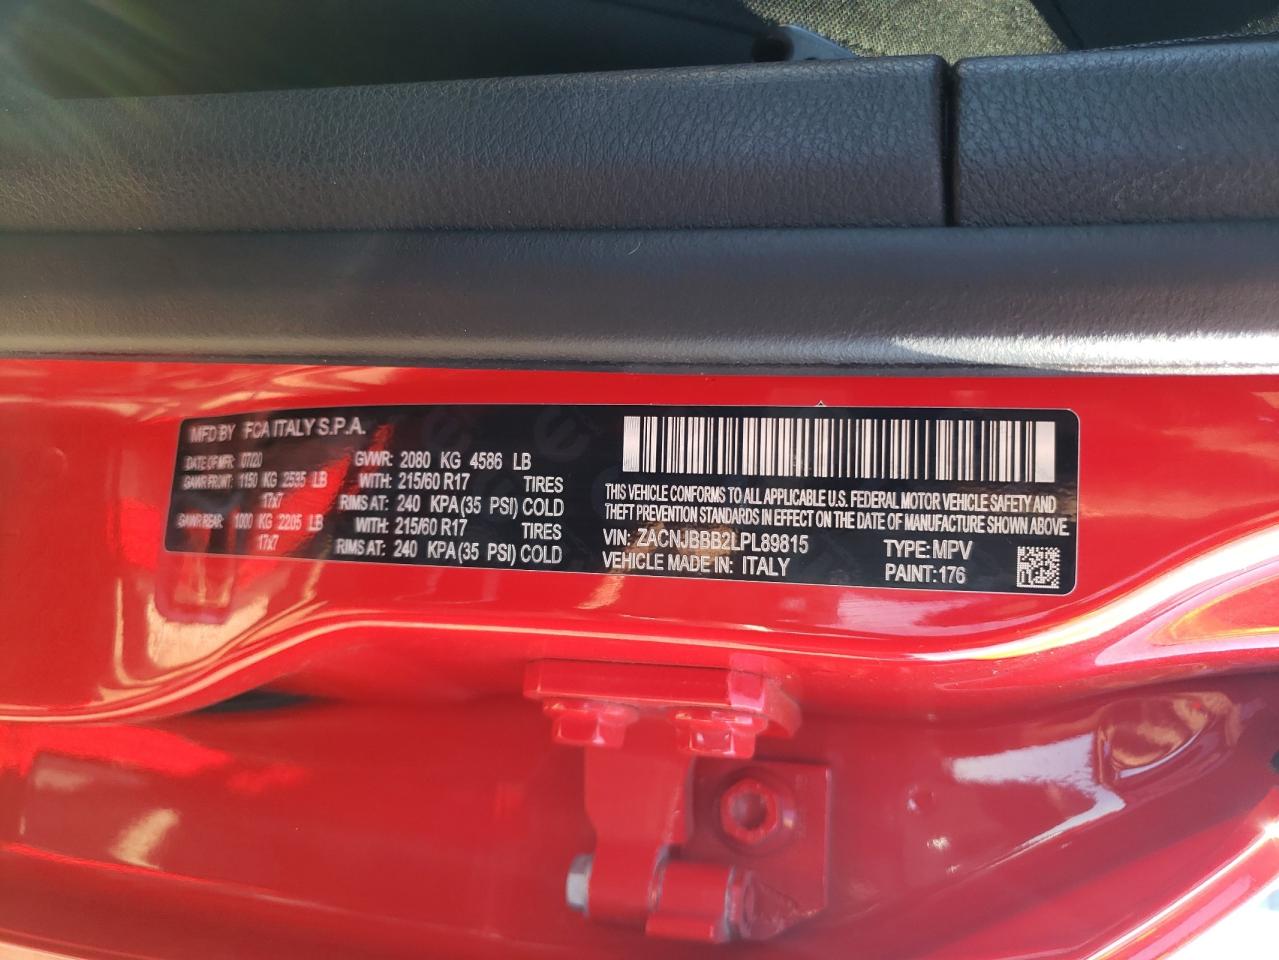 MFD BY FCA ITALY S.P.A.
DATE OF MFR: 07/20 GVWR: 2080 KG 4586 LB
GAWR FRONT: 1150 KG 2535 LB WITH: 215/60 R17 TIRES
17x7 RIMS AT: 240 KPA (35 PSI) COLD
GAWR REAR: 1000 KG 2205 LB WITH: 215/60 R17 TIRES
17x7 RIMS AT: 240 KPA (35 PSI) COLD
THIS VEHICLE CONFORMS TO ALL APPLICABLE U.S. FEDERAL MOTOR VEHICLE SAFETY AND
THEFT PREVENTION STANDARDS IN EFFECT ON THE DATE OF MANUFACTURE SHOWN ABOVE.
VIN: ZACNJBBB2LPL89815 TYPE: MPV
VEHICLE MADE IN: ITALY PAINT: 176